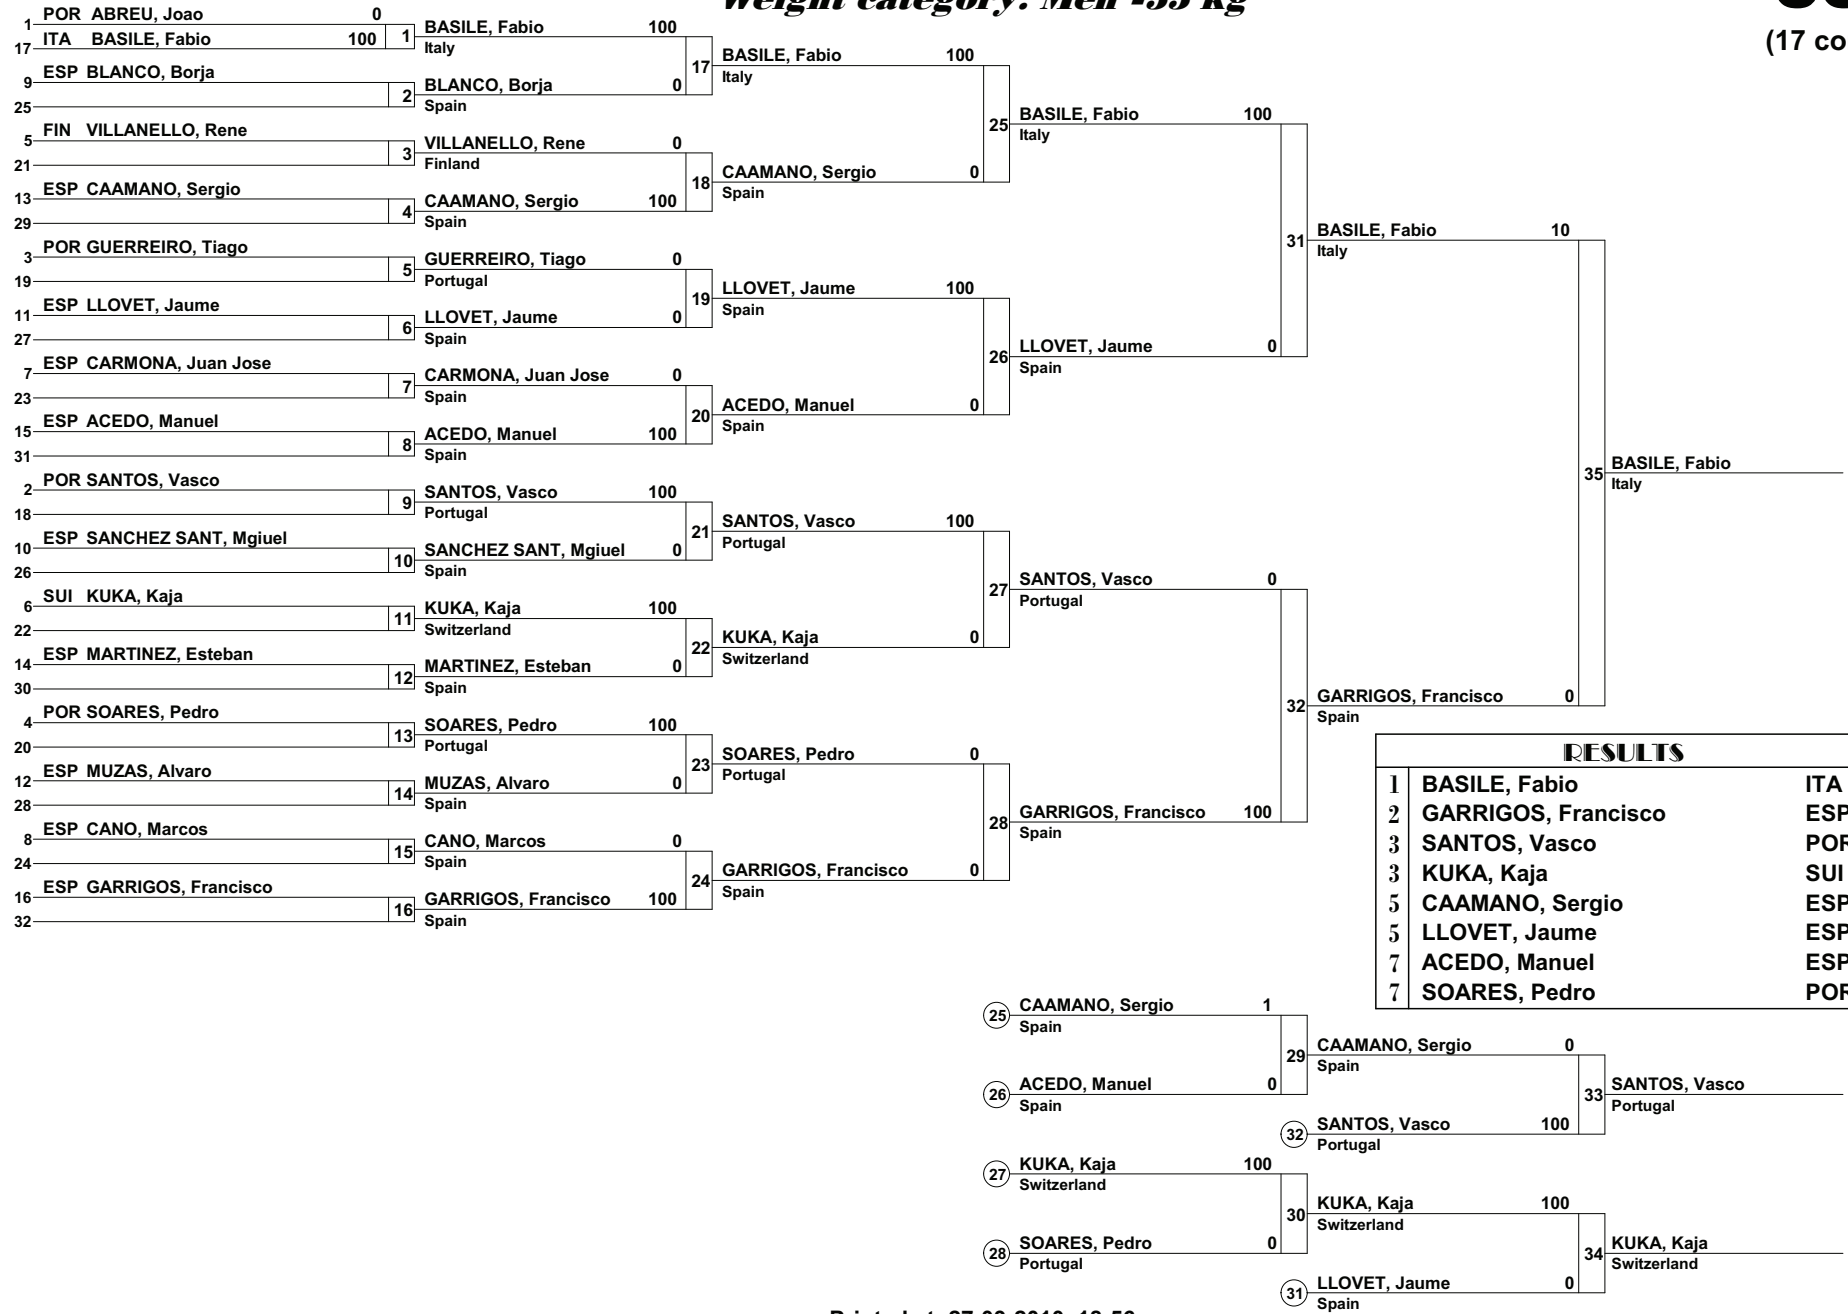 Weight category: Men -55 kg
(17 co
1 POR ABREU, Joao 0
17 ITA BASILE, Fabio 100
1
9 ESP BLANCO, Borja
25
2
5 FIN VILLANELLO, Rene
21
3
13 ESP CAAMANO, Sergio
29
4
3 POR GUERREIRO, Tiago
19
5
11 ESP LLOVET, Jaume
27
6
7 ESP CARMONA, Juan Jose
23
7
15 ESP ACEDO, Manuel
31
8
2 POR SANTOS, Vasco
18
9
10 ESP SANCHEZ SANT, Mgiuel
26
10
6 SUI KUKA, Kaja
22
11
14 ESP MARTINEZ, Esteban
30
12
4 POR SOARES, Pedro
20
13
12 ESP MUZAS, Alvaro
28
14
8 ESP CANO, Marcos
24
15
16 ESP GARRIGOS, Francisco
32
16
BASILE, Fabio 100
Italy
17
BLANCO, Borja 0
Spain
VILLANELLO, Rene 0
Finland
18
CAAMANO, Sergio 100
Spain
GUERREIRO, Tiago 0
Portugal
19
LLOVET, Jaume 0
Spain
CARMONA, Juan Jose 0
Spain
20
ACEDO, Manuel 100
Spain
SANTOS, Vasco 100
Portugal
21
SANCHEZ SANT, Mgiuel 0
Spain
KUKA, Kaja 100
Switzerland
22
MARTINEZ, Esteban 0
Spain
SOARES, Pedro 100
Portugal
23
MUZAS, Alvaro 0
Spain
CANO, Marcos 0
Spain
24
GARRIGOS, Francisco 100
Spain
BASILE, Fabio 100
Italy
25
CAAMANO, Sergio 0
Spain
LLOVET, Jaume 100
Spain
26
ACEDO, Manuel 0
Spain
SANTOS, Vasco 100
Portugal
27
KUKA, Kaja 0
Switzerland
SOARES, Pedro 0
Portugal
28
GARRIGOS, Francisco 0
Spain
BASILE, Fabio 100
Italy
31
LLOVET, Jaume 0
Spain
SANTOS, Vasco 0
Portugal
32
GARRIGOS, Francisco 100
Spain
BASILE, Fabio 10
Italy
35
GARRIGOS, Francisco 0
Spain
BASILE, Fabio
Italy
RESULTS
1 BASILE, Fabio ITA
2 GARRIGOS, Francisco ESP
3 SANTOS, Vasco POR
3 KUKA, Kaja SUI
5 CAAMANO, Sergio ESP
5 LLOVET, Jaume ESP
7 ACEDO, Manuel ESP
7 SOARES, Pedro POR
25 CAAMANO, Sergio 1
Spain
29
26 ACEDO, Manuel 0
Spain
CAAMANO, Sergio 0
Spain
33
32 SANTOS, Vasco 100
Portugal
SANTOS, Vasco
Portugal
27 KUKA, Kaja 100
Switzerland
30
28 SOARES, Pedro 0
Portugal
KUKA, Kaja 100
Switzerland
34
31 LLOVET, Jaume 0
Spain
KUKA, Kaja
Switzerland